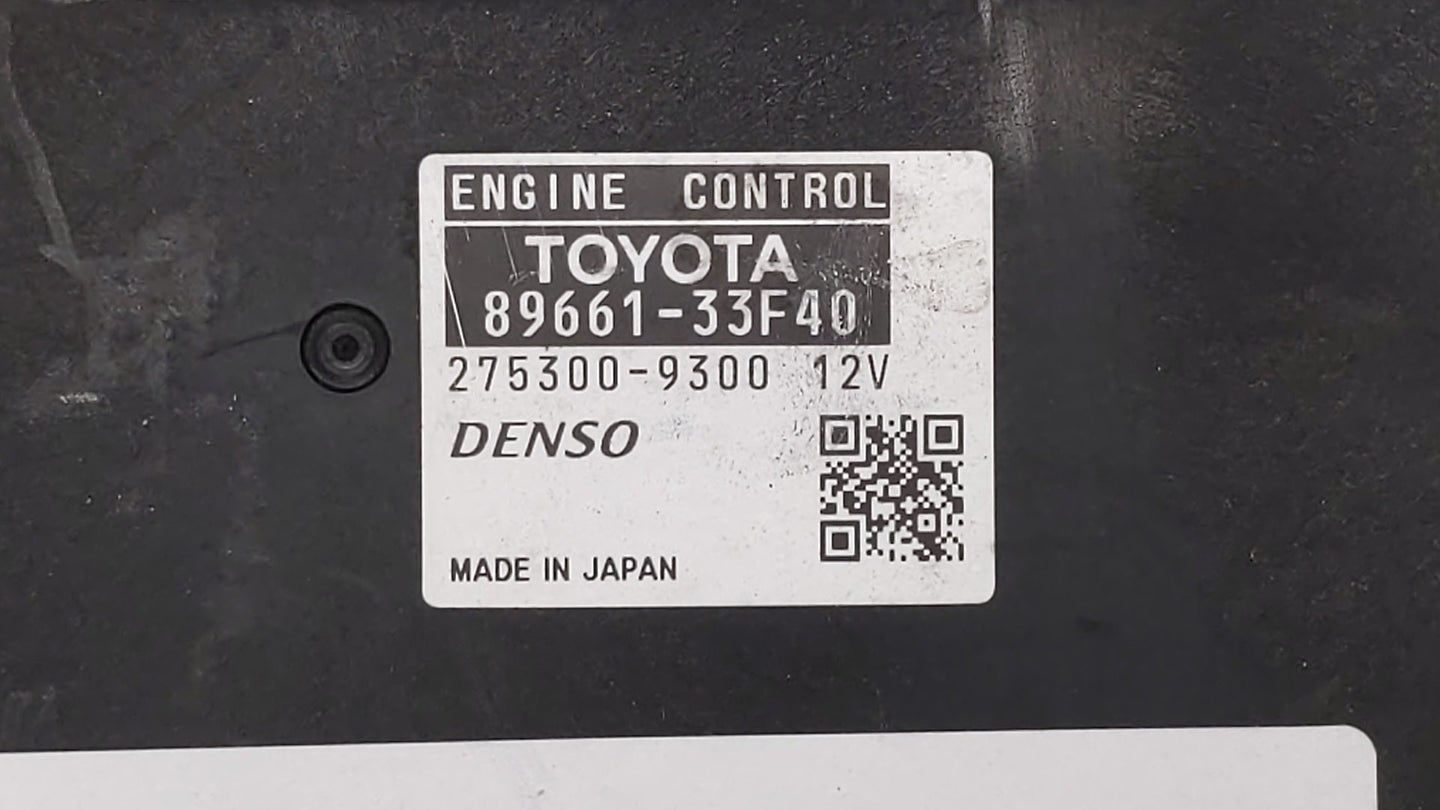 ENGINE CONTROL
TOYOTA
89661-33F40
275300-9300 12V
DENSO
MADE IN JAPAN